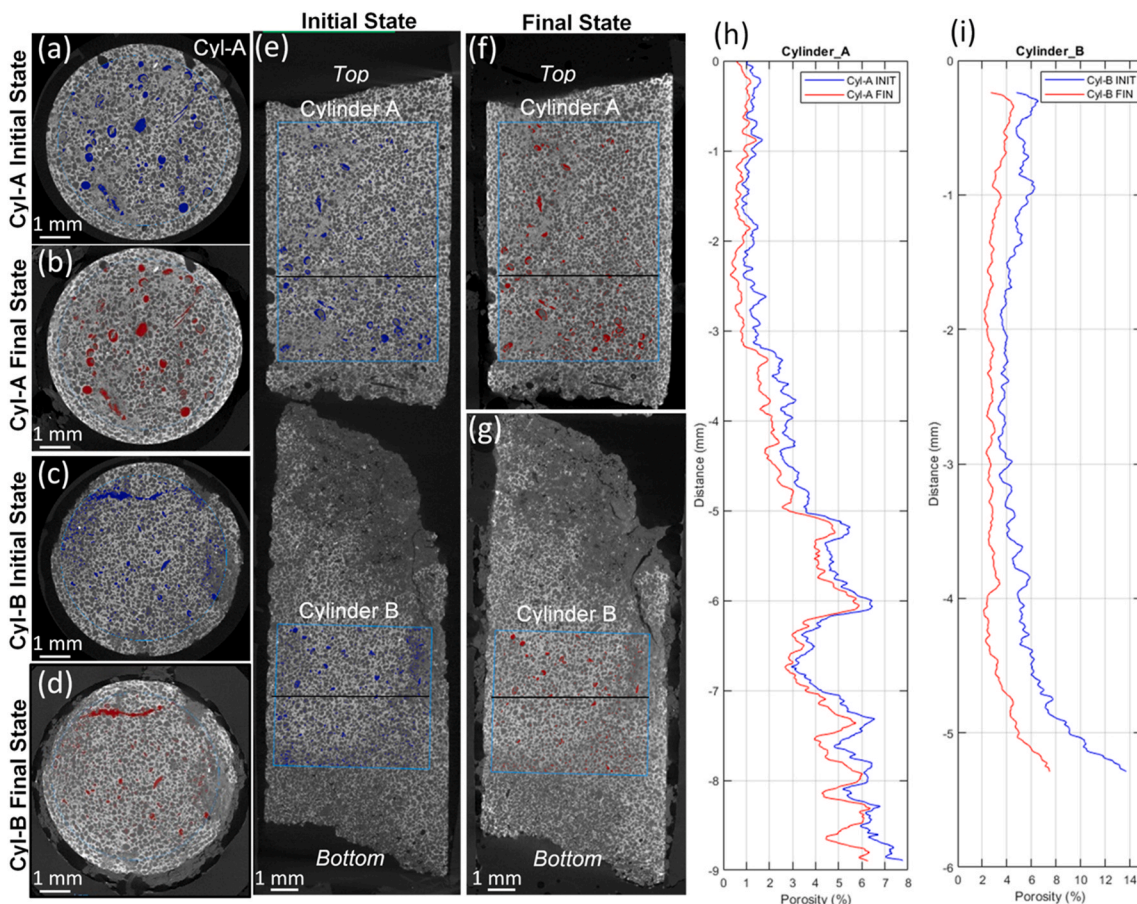 Initial State
Final State
Cyl-A Initial State
(a)
Cyl-A
1 mm
Cyl-A Final State
(b)
1 mm
Cyl-B Initial State
(c)
1 mm
Cyl-B Final State
(d)
1 mm
(e)
Top
Cylinder A
Cylinder B
Bottom
1 mm
(f)
Top
Cylinder A
(g)
Cylinder B
Bottom
1 mm
(h)
Cylinder_A
Cyl-A INIT
Cyl-A FIN
0
-1
-2
-3
-4
-5
-6
-7
-8
-9
Distance (mm)
0 1 2 3 4 5 6 7 8
Porosity (%)
(i)
Cylinder_B
Cyl-B INIT
Cyl-B FIN
0
-1
-2
-3
-4
-5
-6
Distance (mm)
0 2 4 6 8 10 12 14
Porosity (%)